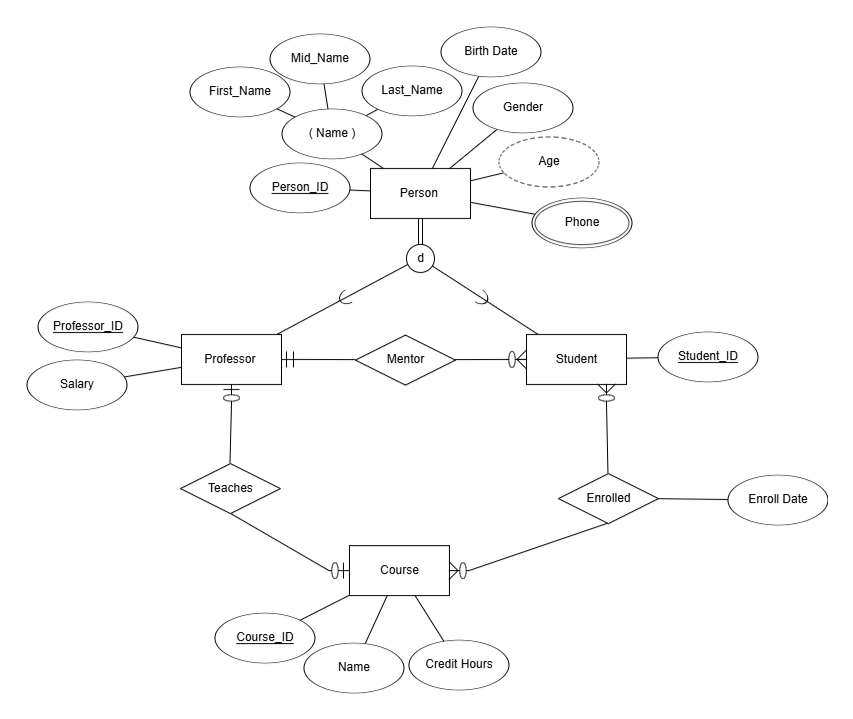 Birth Date
Mid_Name
First_Name
Last_Name
Gender
( Name )
Age
Person_ID
Person
Phone
d
Professor_ID
Professor
Mentor
Student
Student_ID
Salary
Teaches
Enrolled
Enroll Date
Course
Course_ID
Name
Credit Hours